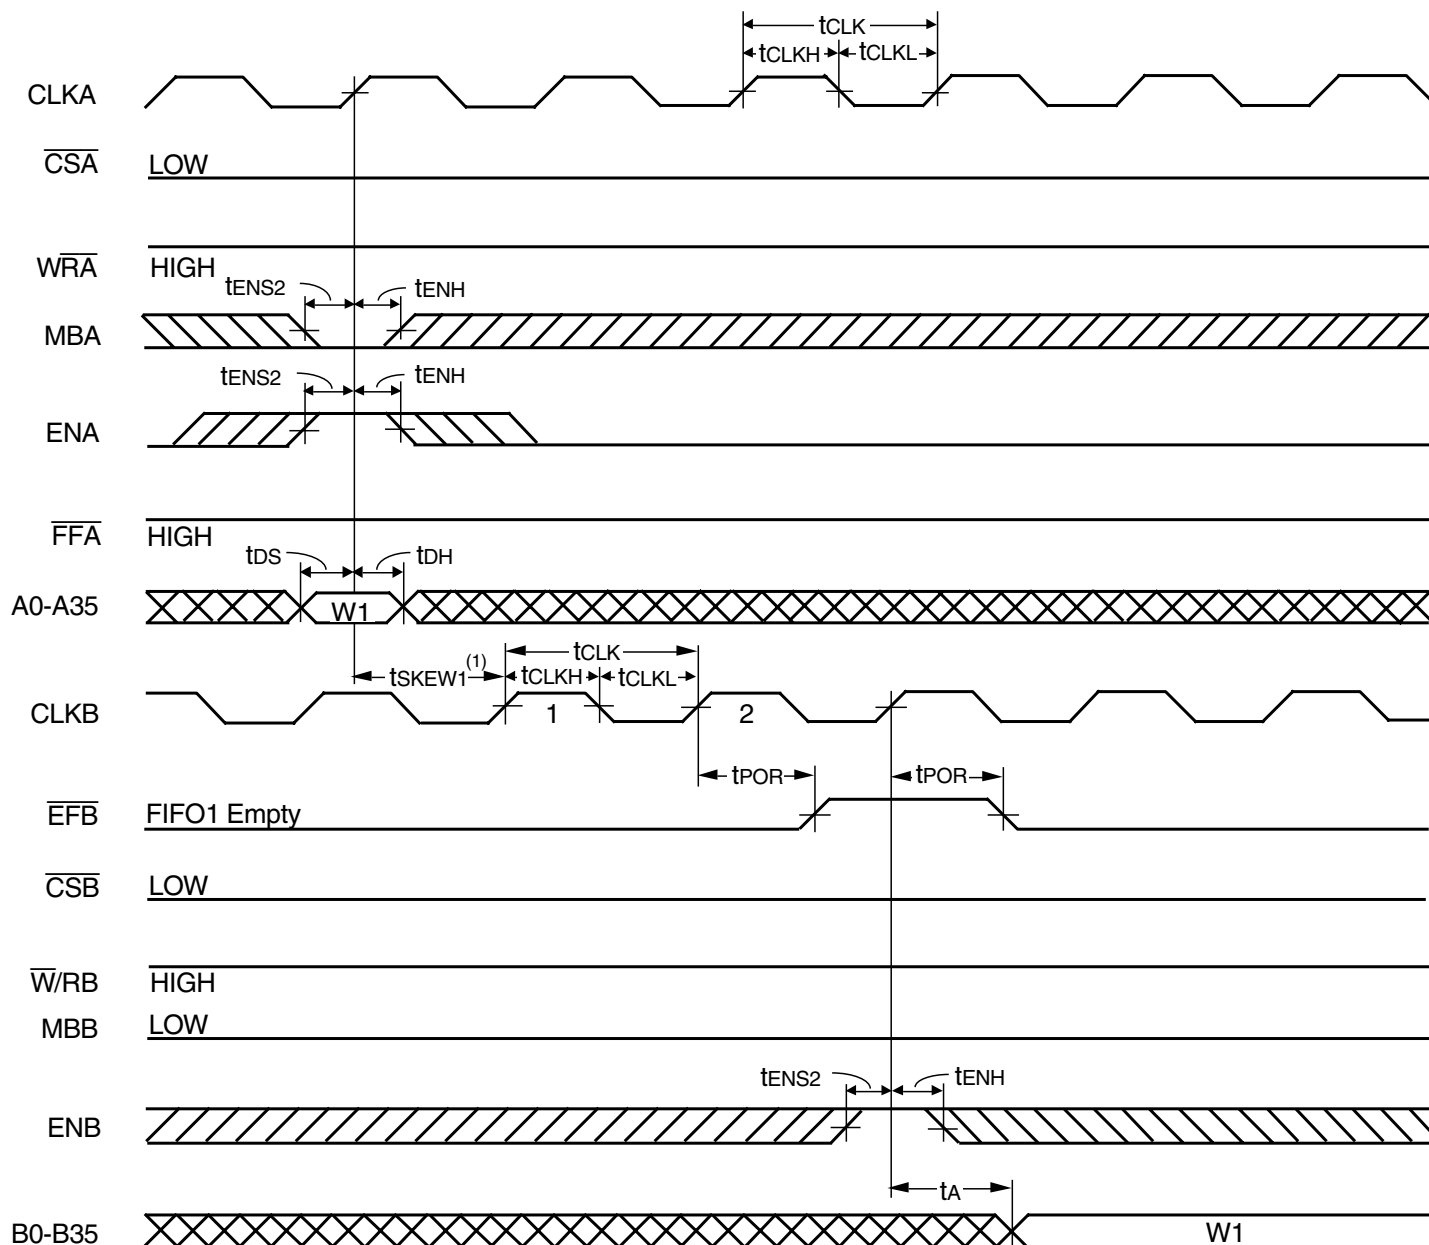 tCLK
tCLKH tCLKL
CLKA
CSA LOW
WRA HIGH
tENS2 tENH
MBA
tENS2 tENH
ENA
FFA HIGH
tDS tDH
A0-A35 W1
tSKEW1(1) tCLK
tCLKH tCLKL
CLKB 1 2
tPOR tPOR
EFB FIFO1 Empty
CSB LOW
W/RB HIGH
MBB LOW
tENS2 tENH
ENB
tA
B0-B35 W1